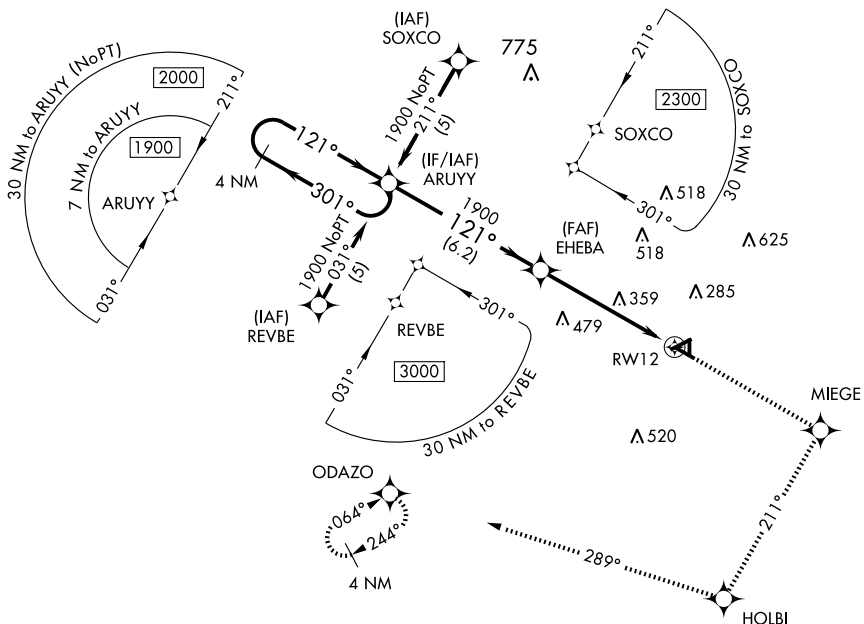 (IAF)
SOXCO
775
30 NM to ARUYY (NoPT)
2000
211°
7 NM to ARUYY
1900
ARUYY
031°
1900 NoPT
211°
(5)
211°
2300
SOXCO
30 NM to SOXCO
301°
518
518
625
121°
4 NM
301°
(IF/IAF)
ARUYY
1900
121°
(6.2)
(FAF)
EHEBA
1900 NoPT
031°
(5)
(IAF)
REVBE
301°
REVBE
031°
3000
30 NM to REVBE
359
285
479
RW12
MIEGE
520
ODAZO
064°
244°
4 NM
289°
211°
HOLBI